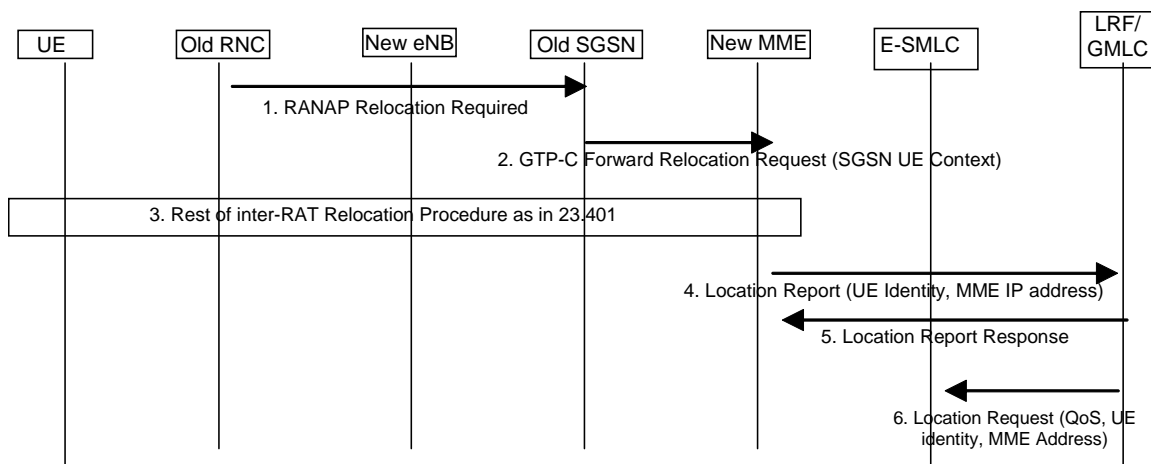 UE
Old RNC
New eNB
Old SGSN
New MME
E-SMLC
LRF/
GMLC
1. RANAP Relocation Required
2. GTP-C Forward Relocation Request (SGSN UE Context)
3. Rest of inter-RAT Relocation Procedure as in 23.401
4. Location Report (UE Identity, MME IP address)
5. Location Report Response
6. Location Request (QoS, UE
identity, MME Address)